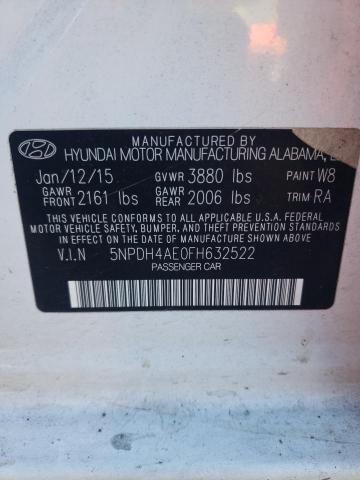 MANUFACTURED BY
HYUNDAI MOTOR MANUFACTURING ALABAMA,
Jan/12/15 GVWR 3880 lbs PAINT W8
GAWR FRONT 2161 lbs GAWR REAR 2006 lbs TRIM RA
THIS VEHICLE CONFORMS TO ALL APPLICABLE U.S.A FEDERAL
MOTOR VEHICLE SAFETY, BUMPER, AND THEFT PREVENTION
STANDARDS IN EFFECT ON THE DATE OF MANUFACTURE SHOWN ABOVE.
V.I.N 5NPDH4AE0FH632522
PASSENGER CAR